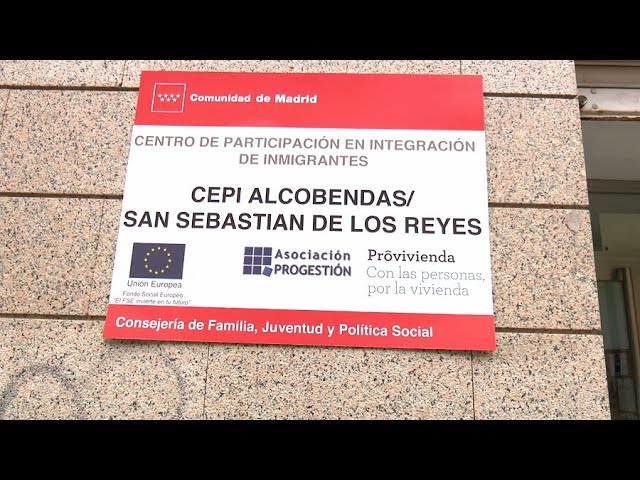 Comunidad de Madrid
CENTRO DE PARTICIPACIÓN EN INTEGRACIÓN
DE INMIGRANTES
CEPI ALCOBENDAS/
SAN SEBASTIAN DE LOS REYES
Unión Europea
Fondo Social Europeo
"El FSE invierte en tu futuro"
Asociación
PROGESTIÓN
Prōvivienda
Con las personas,
por la vivienda
Consejería de Familia, Juventud y Política Social